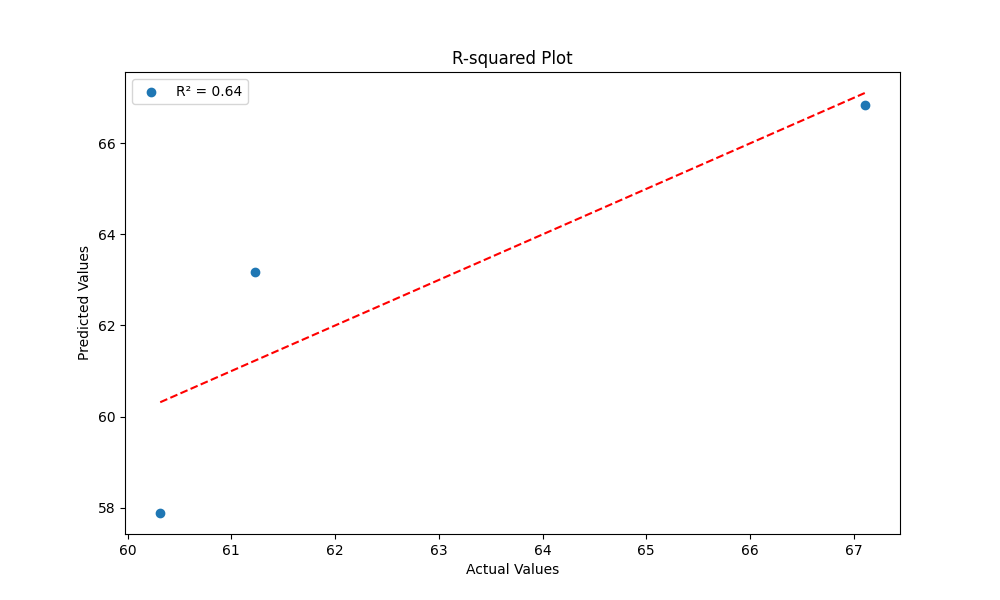 R-squared Plot
R² = 0.64
Predicted Values
66
64
62
60
58
60 61 62 63 64 65 66 67
Actual Values